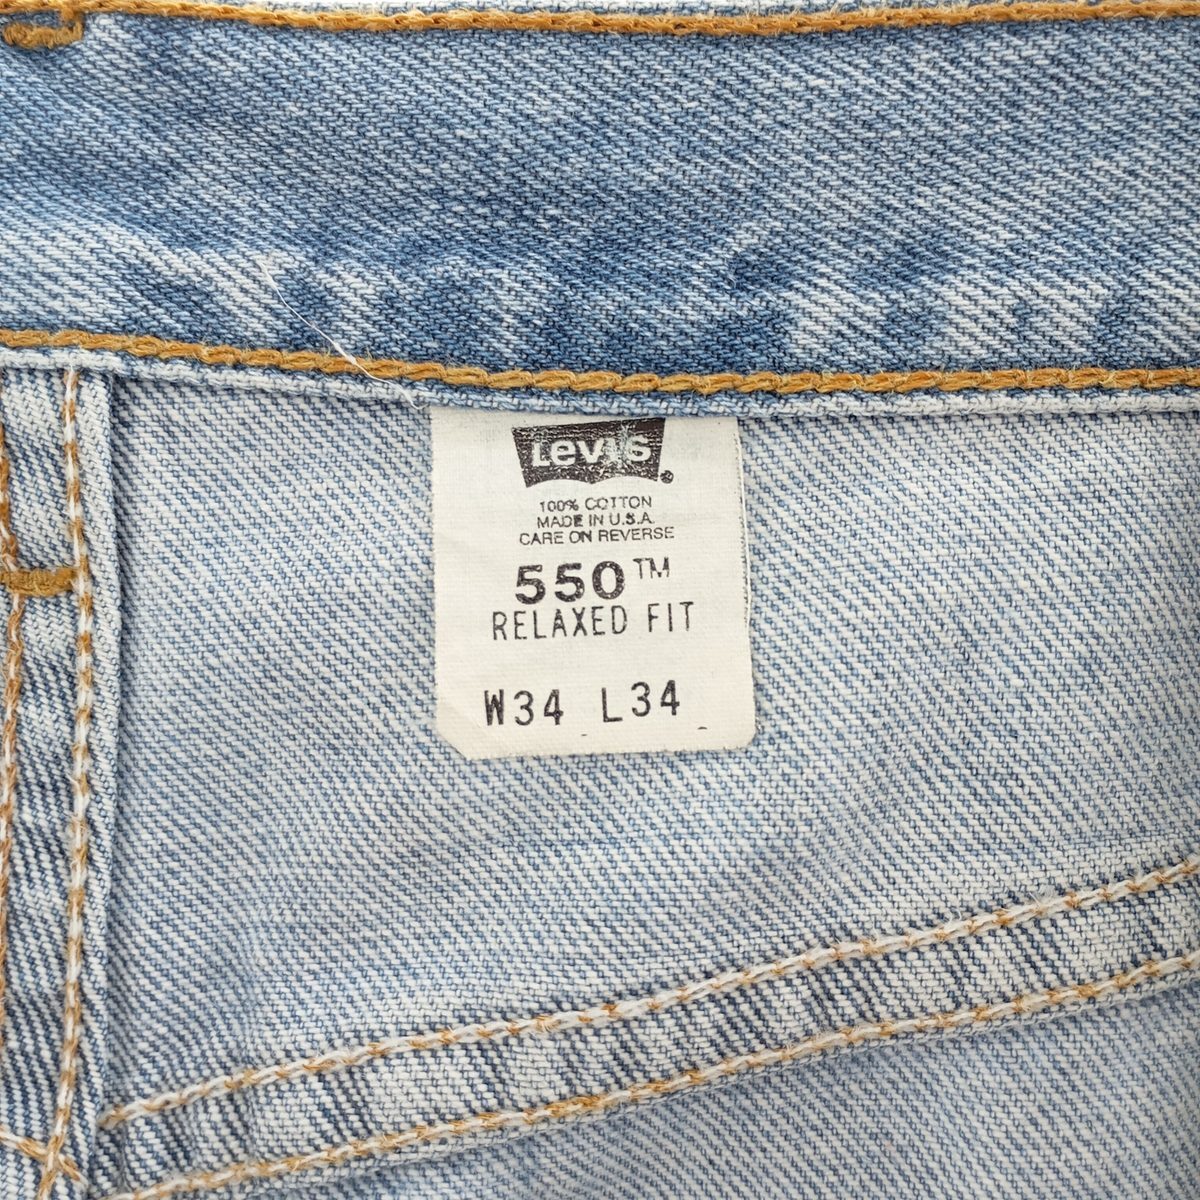 Levi's
100% COTTON
MADE IN U.S.A.
CARE ON REVERSE
550™
RELAXED FIT
W34 L34